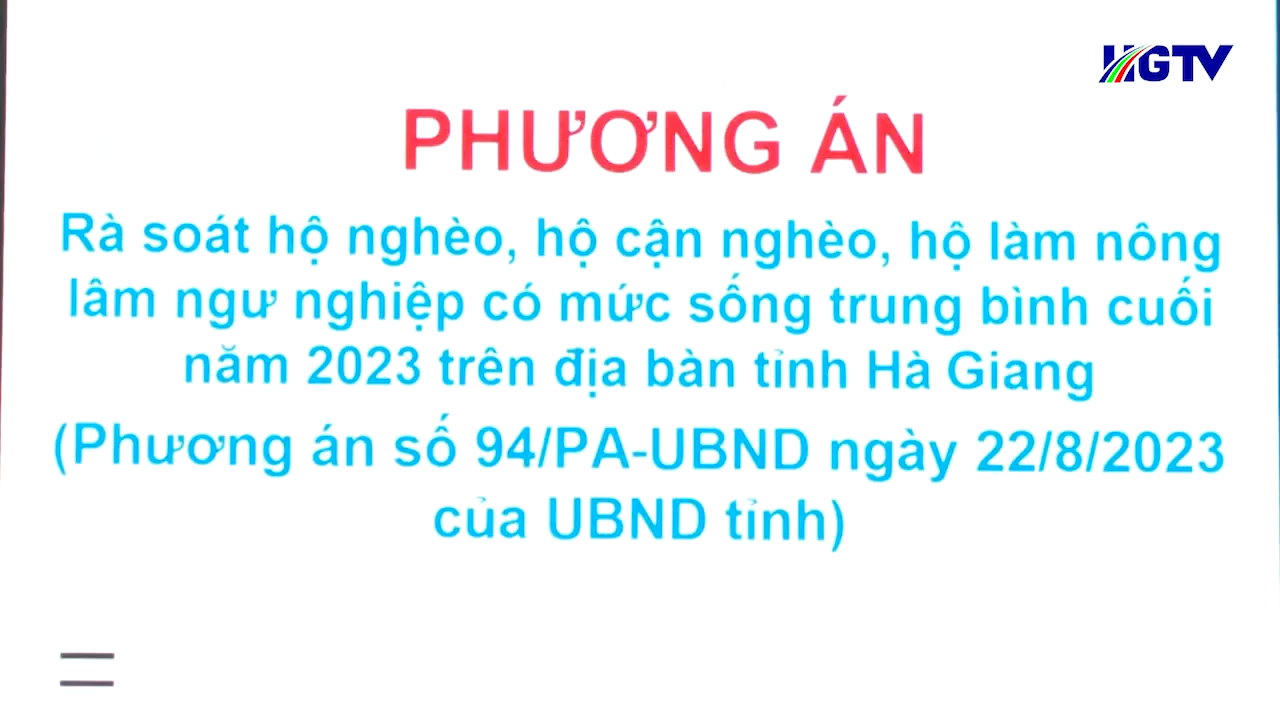 HGTV
PHƯƠNG ÁN
Rà soát hộ nghèo, hộ cận nghèo, hộ làm nông
lâm ngư nghiệp có mức sống trung bình cuối
năm 2023 trên địa bàn tỉnh Hà Giang
(Phương án số 94/PA-UBND ngày 22/8/2023
của UBND tỉnh)